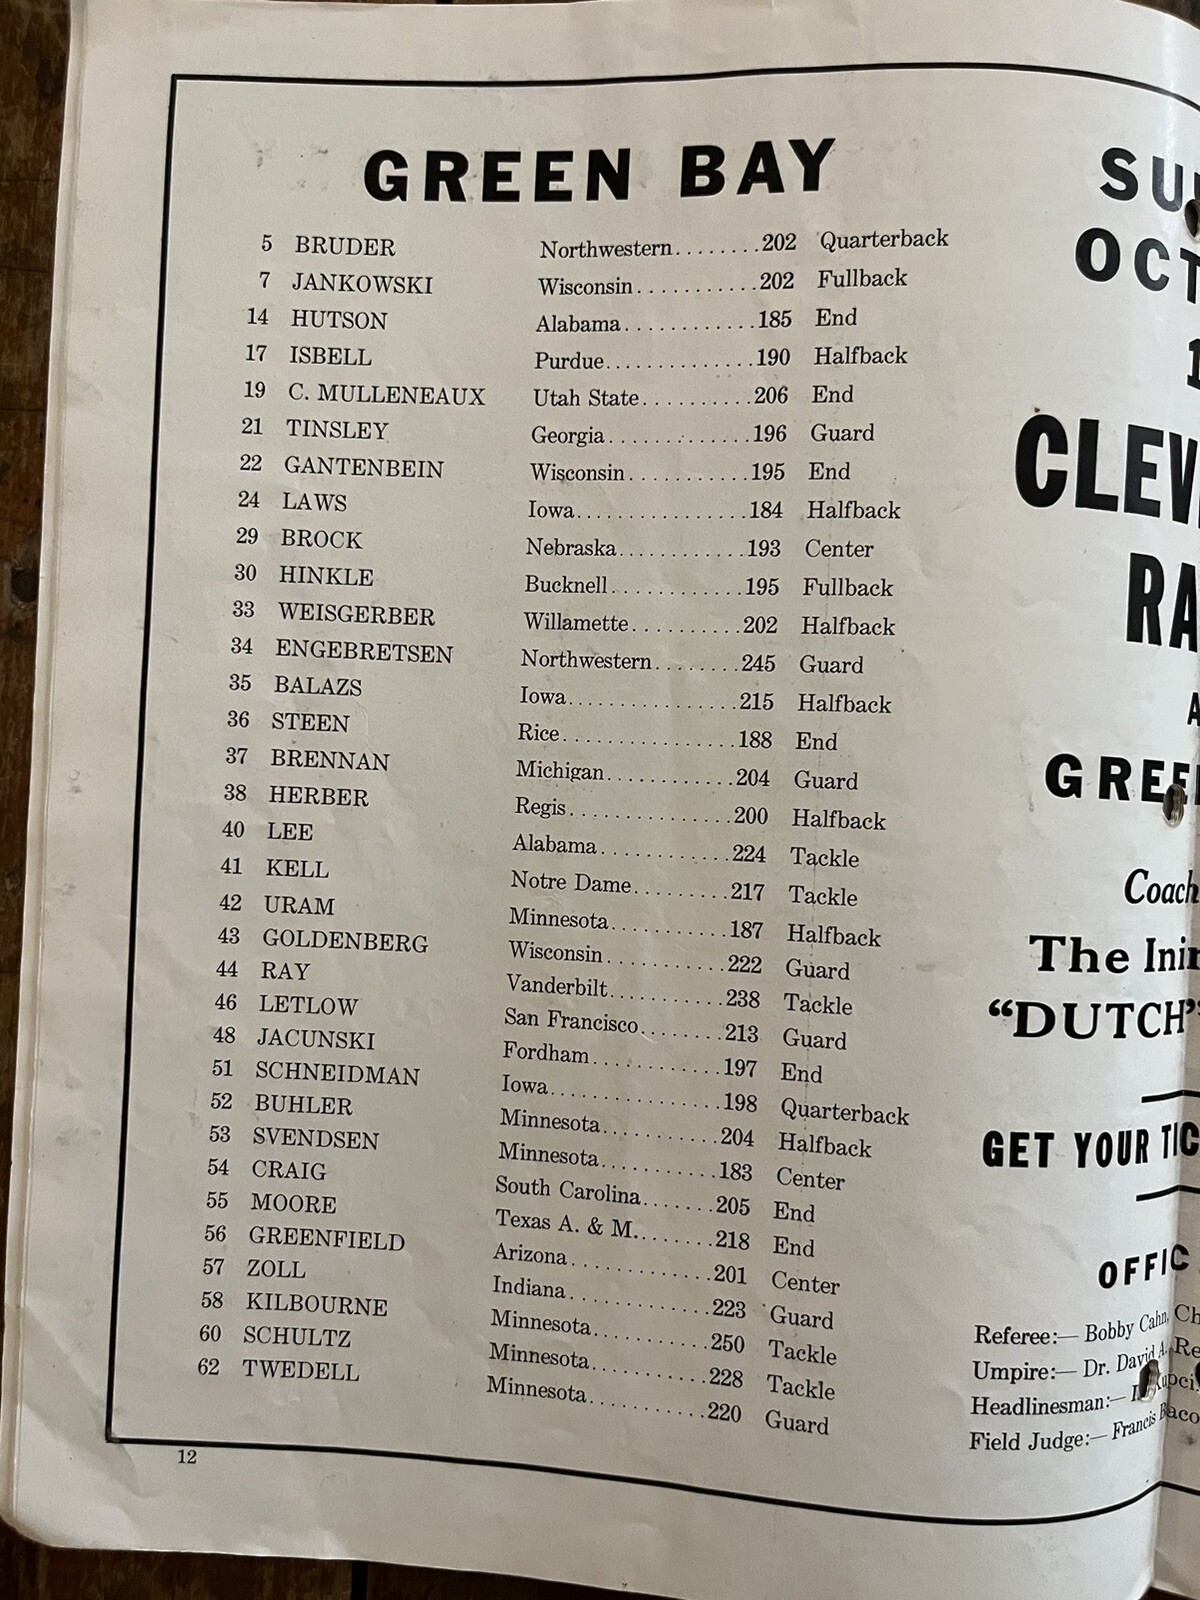 GREEN BAY
5 BRUDER Northwestern........202 Quarterback
7 JANKOWSKI Wisconsin...........202 Fullback
14 HUTSON Alabama............185 End
17 ISBELL Purdue.............190 Halfback
19 C. MULLENEAUX Utah State..........206 End
21 TINSLEY Georgia.............196 Guard
22 GANTENBEIN Wisconsin...........195 End
24 LAWS Iowa................184 Halfback
29 BROCK Nebraska............193 Center
30 HINKLE Bucknell............195 Fullback
33 WEISGERBER Willamette..........202 Halfback
34 ENGEBRETSEN Northwestern........245 Guard
35 BALAZS Iowa................215 Halfback
36 STEEN Rice................188 End
37 BRENNAN Michigan............204 Guard
38 HERBER Regis...............200 Halfback
40 LEE Alabama............224 Tackle
41 KELL Notre Dame.........217 Tackle
42 URAM Minnesota...........187 Halfback
43 GOLDENBERG Wisconsin...........222 Guard
44 RAY Vanderbilt..........238 Tackle
46 LETLOW San Francisco.......213 Guard
48 JACUNSKI Fordham............197 End
51 SCHNEIDMAN Iowa................198 Quarterback
52 BUHLER Minnesota..........204 Halfback
53 SVENDSEN Minnesota..........183 Center
54 CRAIG South Carolina......205 End
55 MOORE Texas A. & M........218 End
56 GREENFIELD Arizona............201 Center
57 ZOLL Indiana............223 Guard
58 KILBOURNE Minnesota..........250 Tackle
60 SCHULTZ Minnesota..........228 Tackle
62 TWEDELL Minnesota..........220 Guard
12
SU
OCT
1
CLEV
RA
A
GREE
Coach
The Ini
"DUTCH"
GET YOUR TIC
OFFIC
Referee:— Bobby Cahn, Ch
Umpire:— Dr. David A. Re
Headlinesman:— upci
Field Judge:— Francis Baco